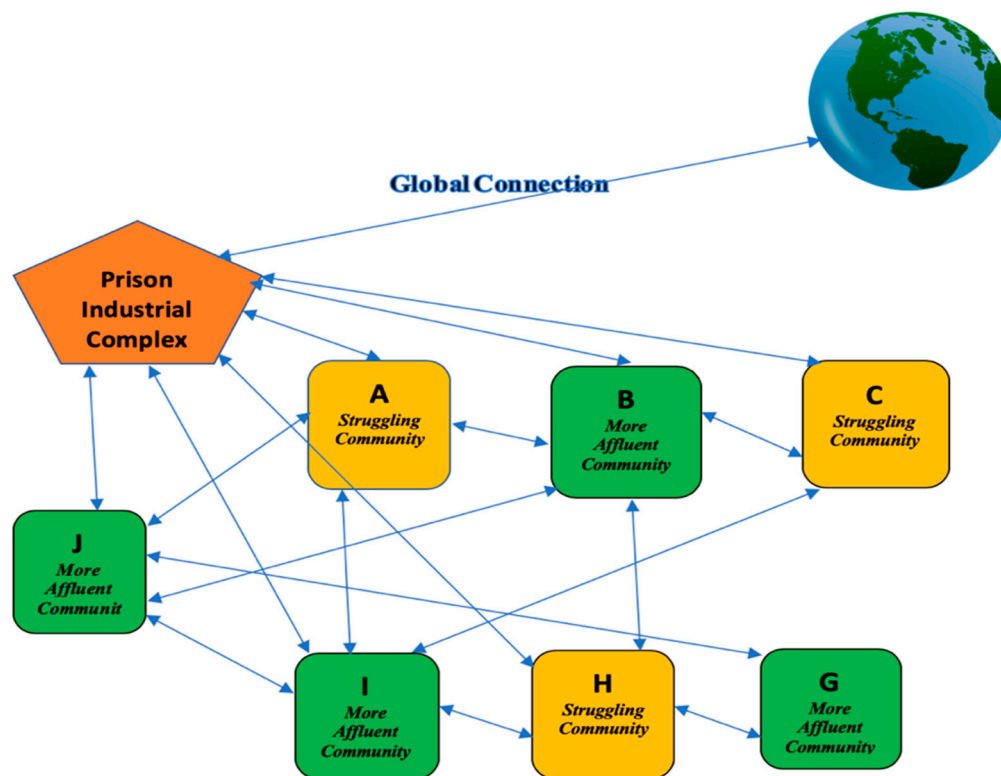 Global Connection
Prison
Industrial
Complex
A
Struggling
Community
B
More
Affluent
Community
C
Struggling
Community
J
More
Affluent
Communit
I
More
Affluent
Community
H
Struggling
Community
G
More
Affluent
Community